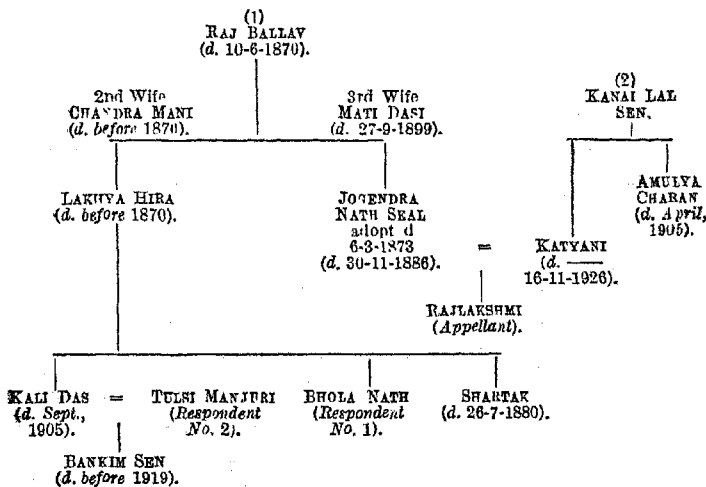 (1)
RAJ BALLAV
(d. 10-6-1870).
2nd Wife
CHANDRA MANI
(d. before 1870).
3rd Wife
MATI DASI
(d. 27-9-1899).
(2)
KANAI LAL
SEN.
LAKHYA HIRA
(d. before 1870).
JOGENDRA
NATH SEAL
adopt d
6-3-1873
(d. 30-11-1886).
=
KATYANI
(d. ——
16-11-1926).
AMULYA
CHARAN
(d. April,
1905).
RAJLAKSHMI
(Appellant).
KALI DAS
(d. Sept.,
1905).
=
TULSI MANJURI
(Respondent
No. 2).
BHOLA NATH
(Respondent
No. 1).
SHARTAK
(d. 26-7-1880).
BANKIM SEN
(d. before 1919).